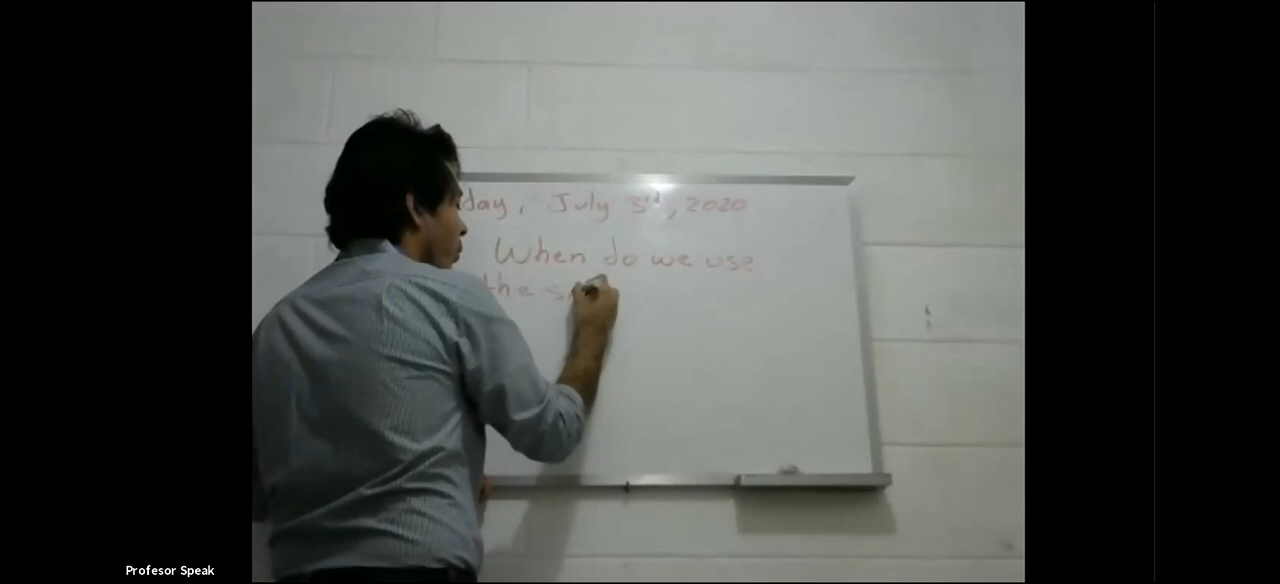 day, July 3rd, 2020
When do we use
the
Profesor Speak